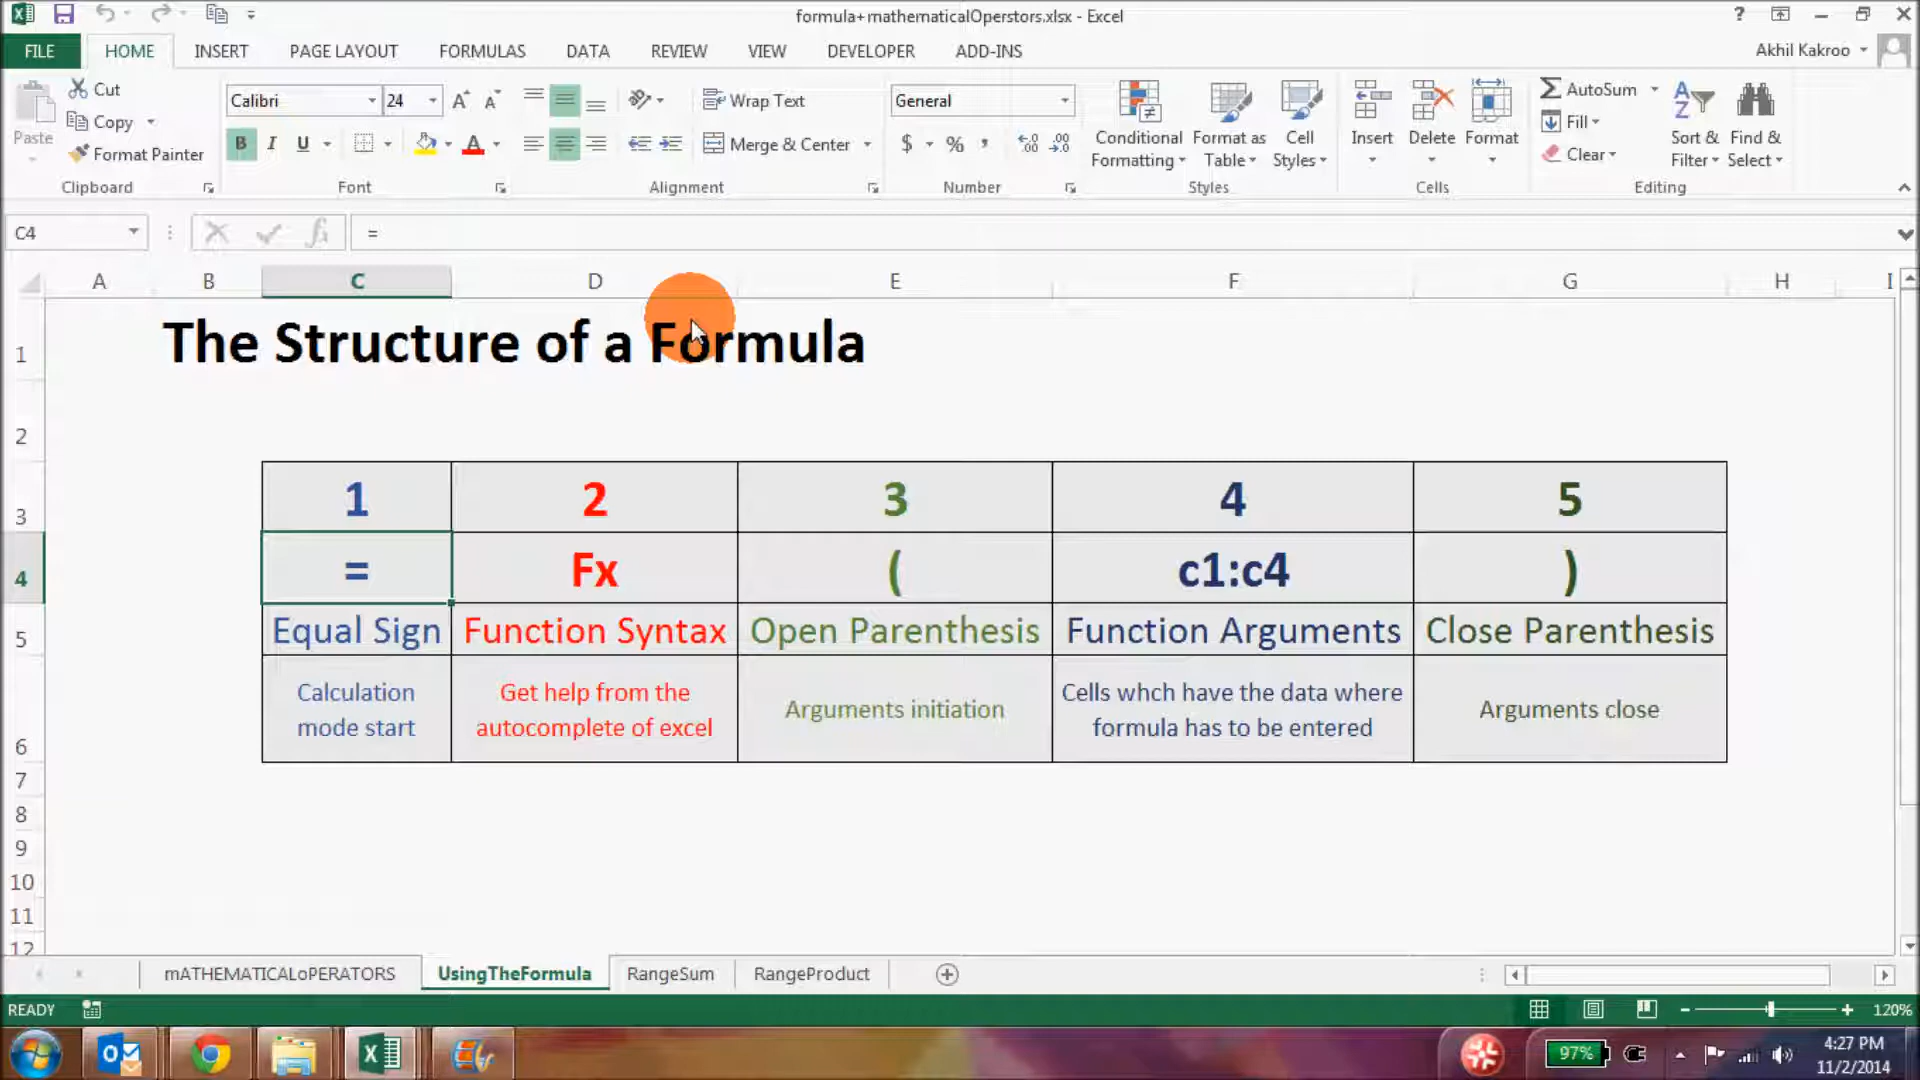 formula+mathematicalOperstors.xlsx - Excel
FILE HOME INSERT PAGE LAYOUT FORMULAS DATA REVIEW VIEW DEVELOPER ADD-INS Akhil Kakroo
Paste
Cut
Copy
Format Painter
Clipboard
Calibri 24
B I U
Font
Wrap Text
Merge & Center
Alignment
General
$ % ,
Number
Conditional Formatting
Format as Table
Cell Styles
Styles
Insert Delete Format
Cells
AutoSum
Fill
Clear
Sort & Filter
Find & Select
Editing
C4 fx =
A B C D E F G H I
1 The Structure of a Formula
2
3 1 2 3 4 5
4 = Fx ( c1:c4 )
5 Equal Sign Function Syntax Open Parenthesis Function Arguments Close Parenthesis
6 Calculation mode start Get help from the autocomplete of excel Arguments initiation Cells whch have the data where formula has to be entered Arguments close
7
8
9
10
11
12
mATHEMATICALoPERATORS UsingTheFormula RangeSum RangeProduct
READY 120%
97% 4:27 PM
11/2/2014